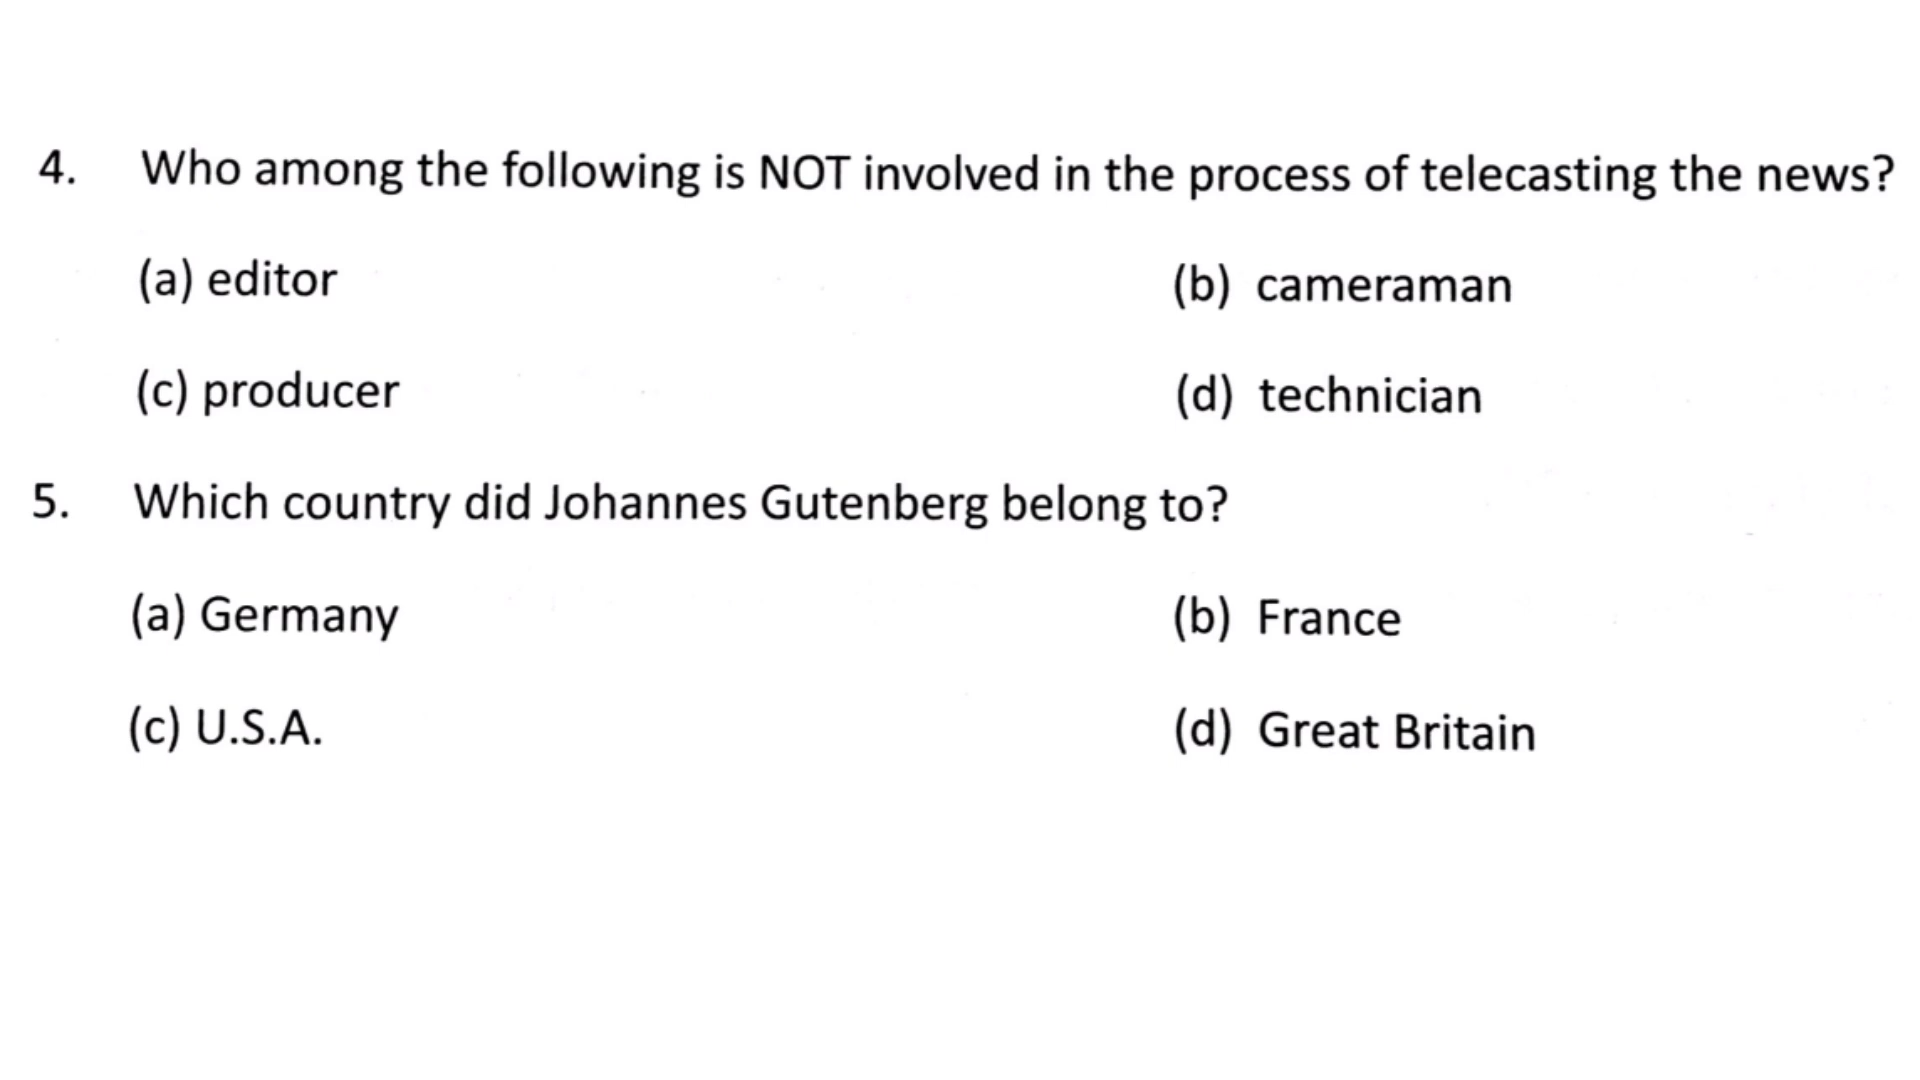 4. Who among the following is NOT involved in the process of telecasting the news?
(a) editor (b) cameraman
(c) producer (d) technician
5. Which country did Johannes Gutenberg belong to?
(a) Germany (b) France
(c) U.S.A. (d) Great Britain